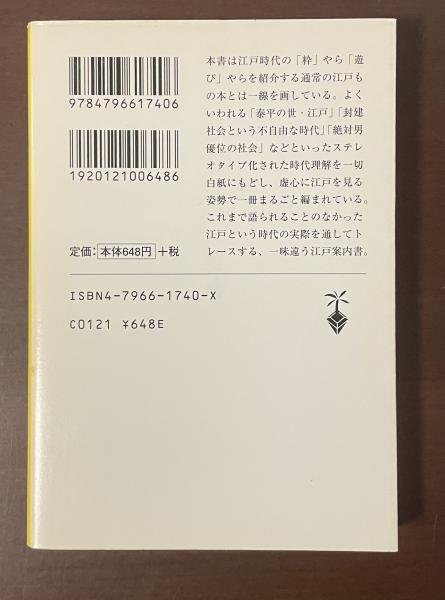 本書は江戸時代の「粋」やら「遊
び」やらを紹介する通常の江戸も
の本とは一線を画している。よく
いわれる「泰平の世・江戸」「封建
社会という不自由な時代」「絶対男
優位の社会」などといったステレ
オタイプ化された時代理解を一切
白紙にもどし、虚心に江戸を見る
姿勢で一冊まるごと編まれている。
これまで語られることのなかった
江戸という時代の実際を通してト
レースする、一味違う江戸案内書。
9784796617406
1920121006486
定価:本体648円+税
ISBN4-7966-1740-X
C0121 ¥648E